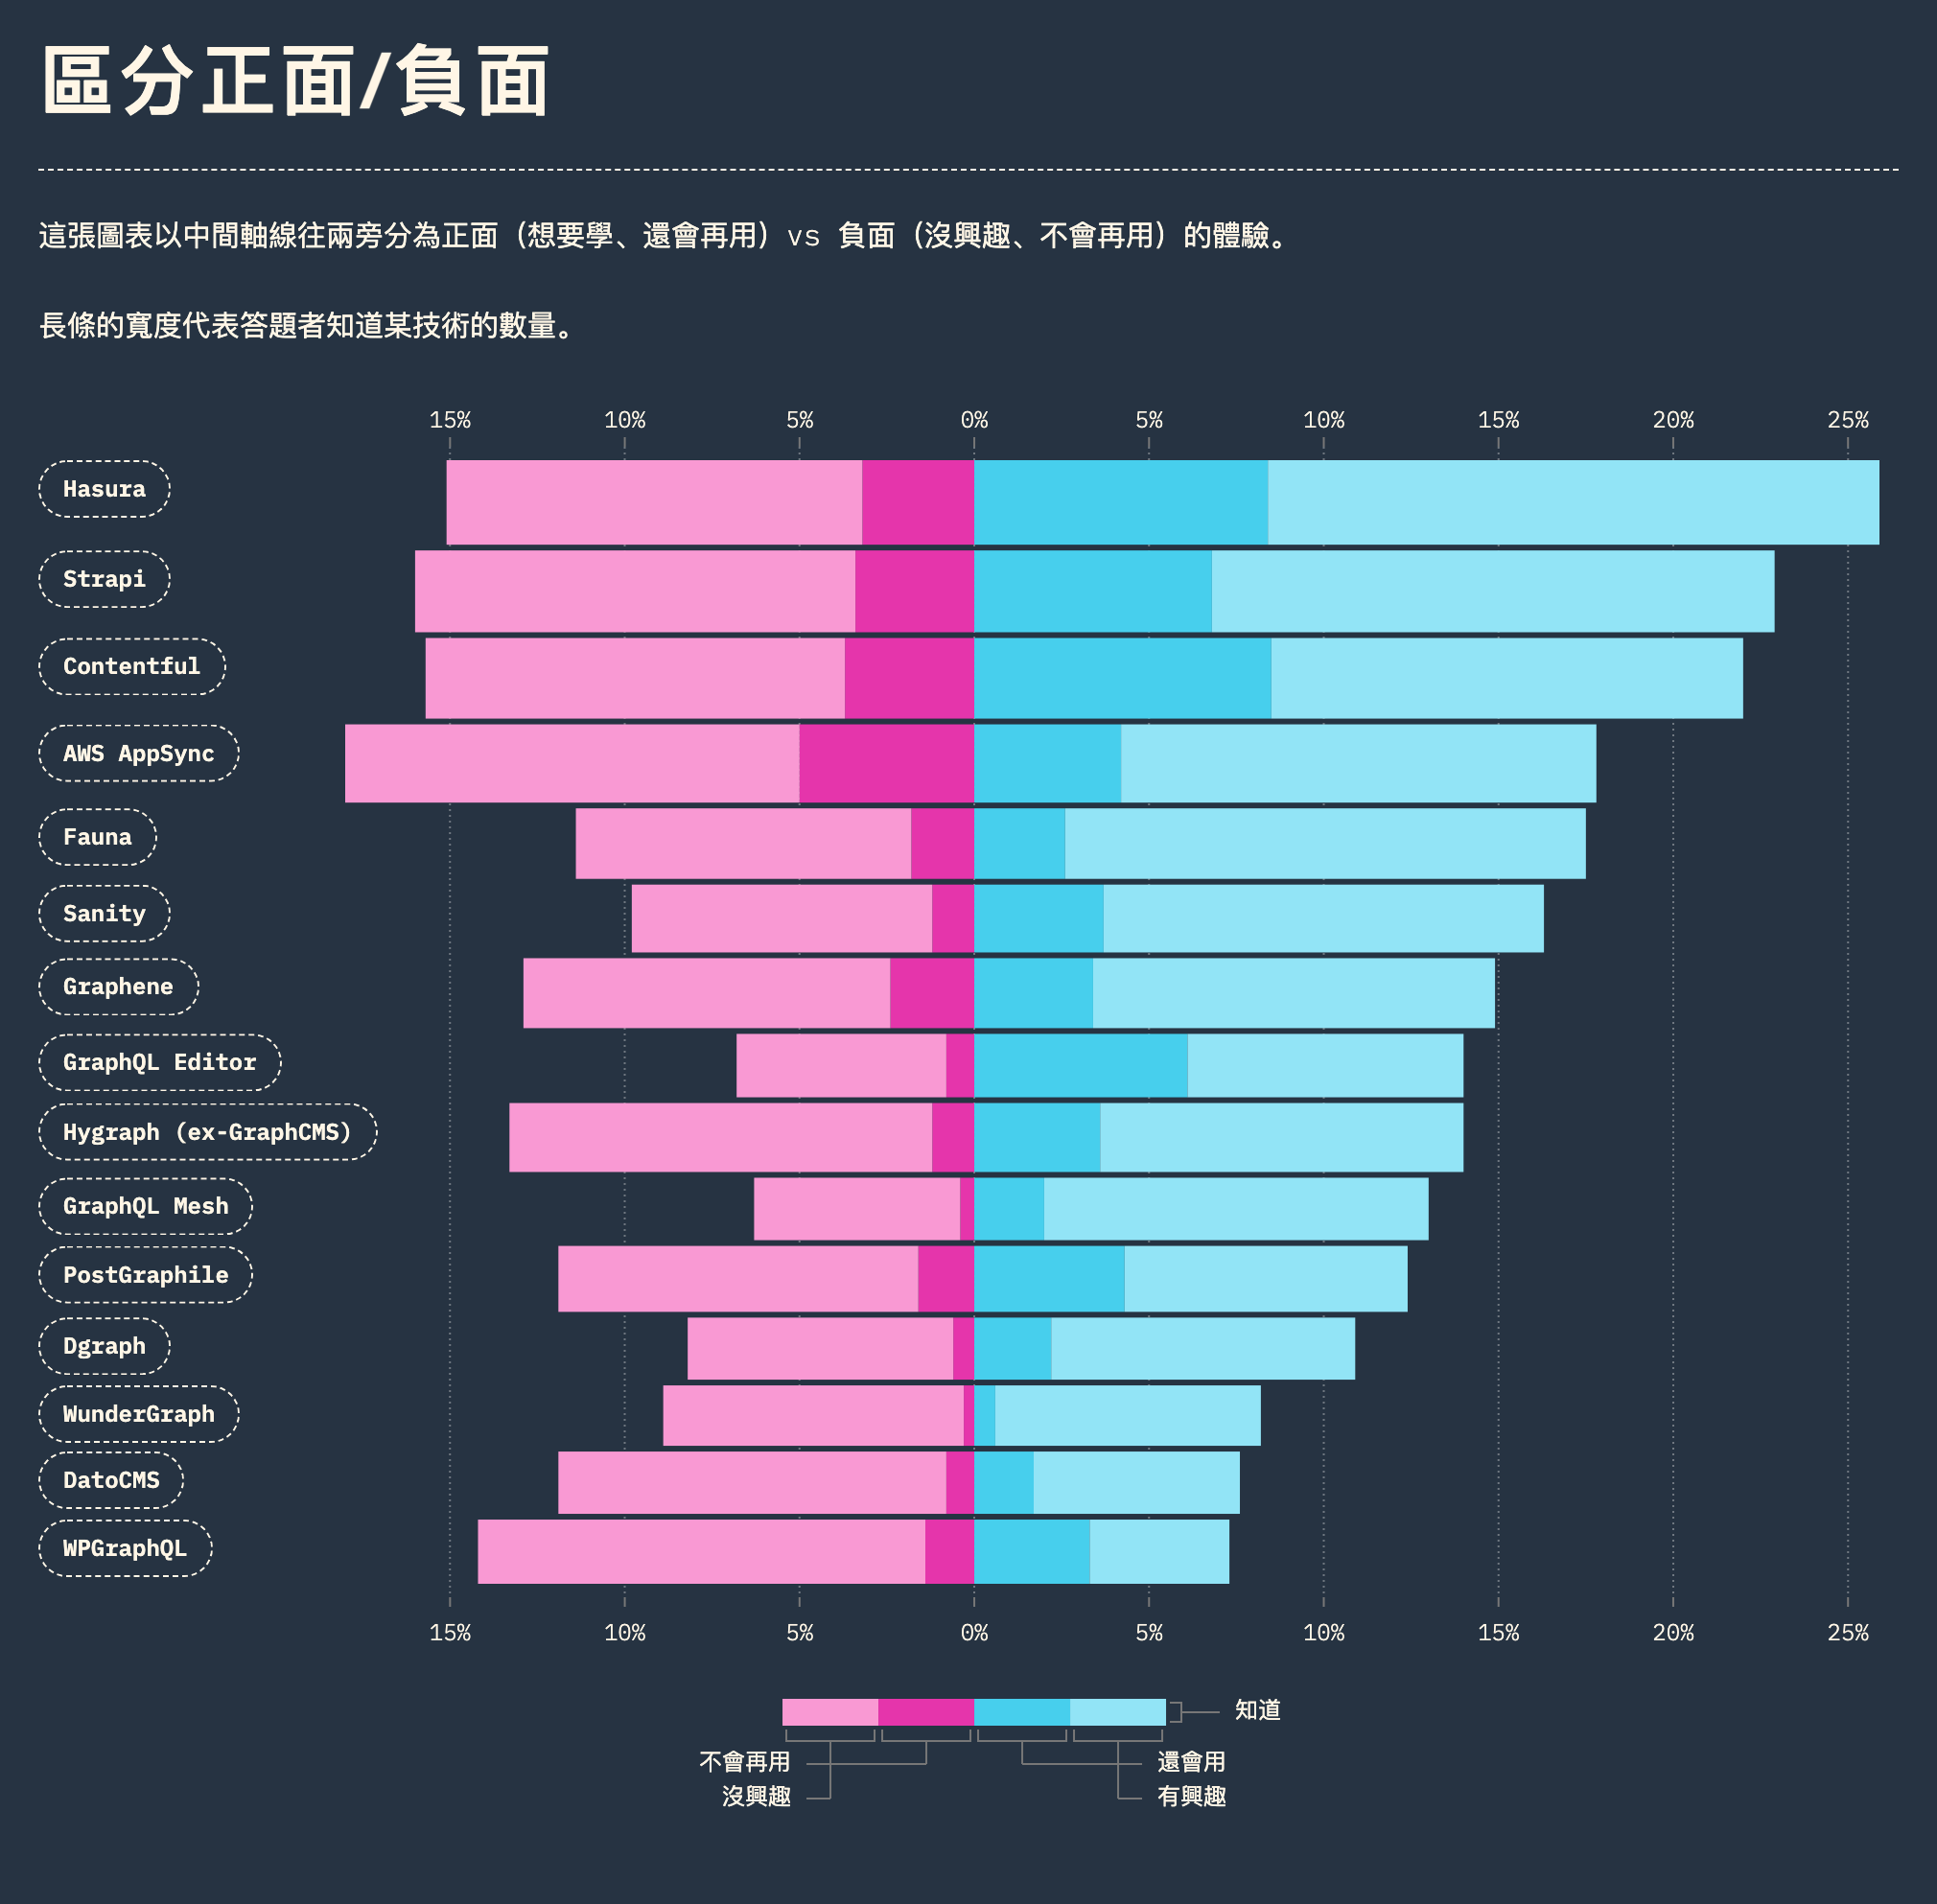 區分正面/負面
這張圖表以中間軸線往兩旁分為正面（想要學、還會再用）vs 負面（沒興趣、不會再用）的體驗。
長條的寬度代表答題者知道某技術的數量。
15% 10% 5% 0% 5% 10% 15% 20% 25%
Hasura
Strapi
Contentful
AWS AppSync
Fauna
Sanity
Graphene
GraphQL Editor
Hygraph (ex-GraphCMS)
GraphQL Mesh
PostGraphile
Dgraph
WunderGraph
DatoCMS
WPGraphQL
15% 10% 5% 0% 5% 10% 15% 20% 25%
知道
不會再用 還會用
沒興趣 有興趣